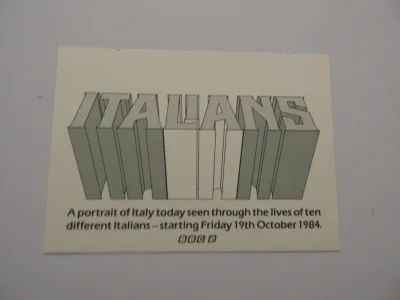 ITALIANS
A portrait of Italy today seen through the lives of ten
different Italians – starting Friday 19th October 1984.
BBC 2